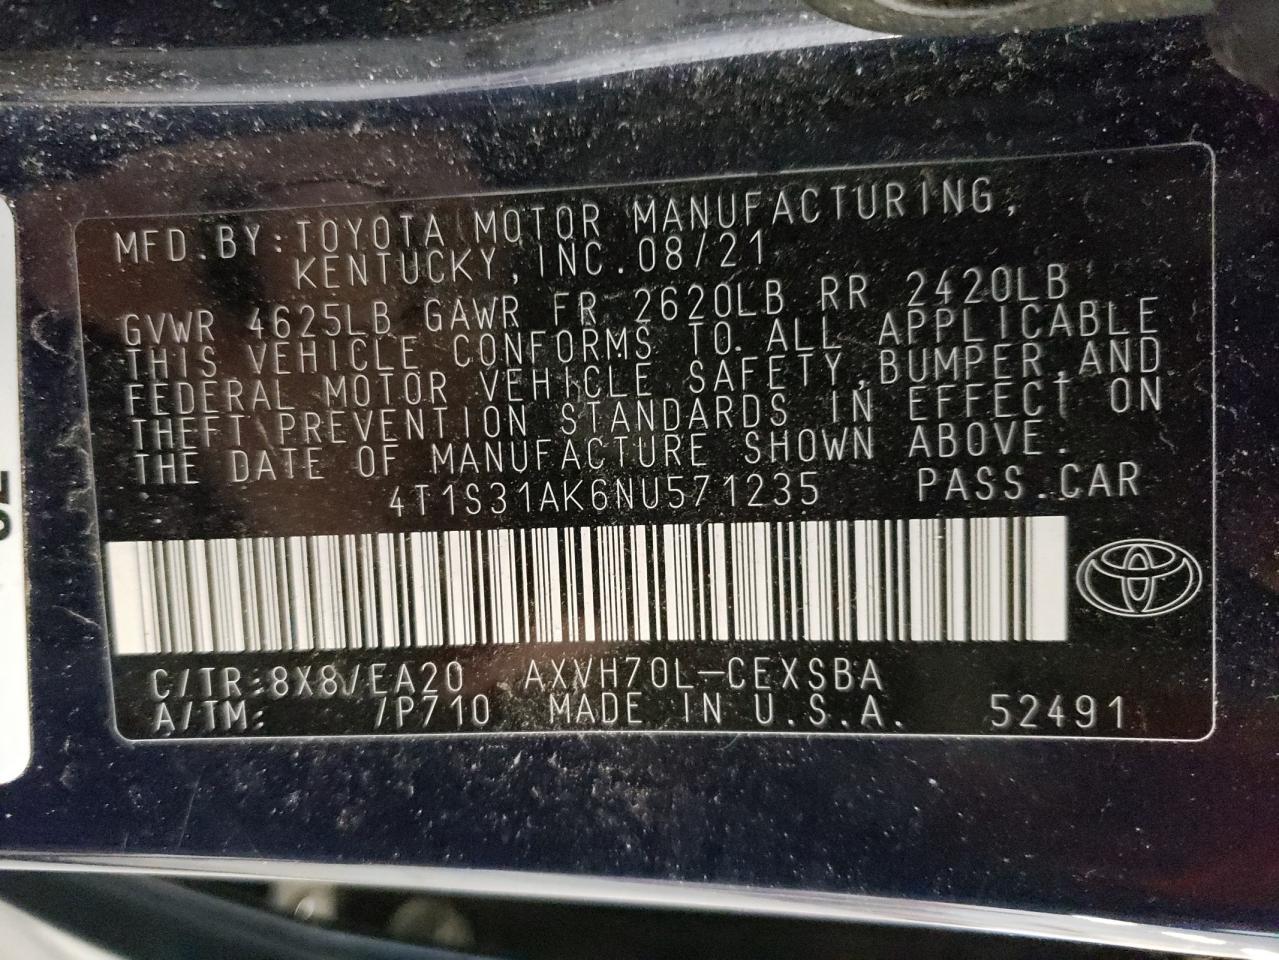 MFD. BY: TOYOTA MOTOR MANUFACTURING,
KENTUCKY, INC. 08/21
GVWR 4625LB GAWR FR 2620LB RR 2420LB
THIS VEHICLE CONFORMS TO ALL APPLICABLE
FEDERAL MOTOR VEHICLE SAFETY, BUMPER, AND
THEFT PREVENTION STANDARDS IN EFFECT ON
THE DATE OF MANUFACTURE SHOWN ABOVE.
4T1S31AK6NU571235 PASS. CAR
C/TR: 8X8/EA20 AXVH70L-CEXSBA
A/TM: /P710 MADE IN U.S.A. 52491